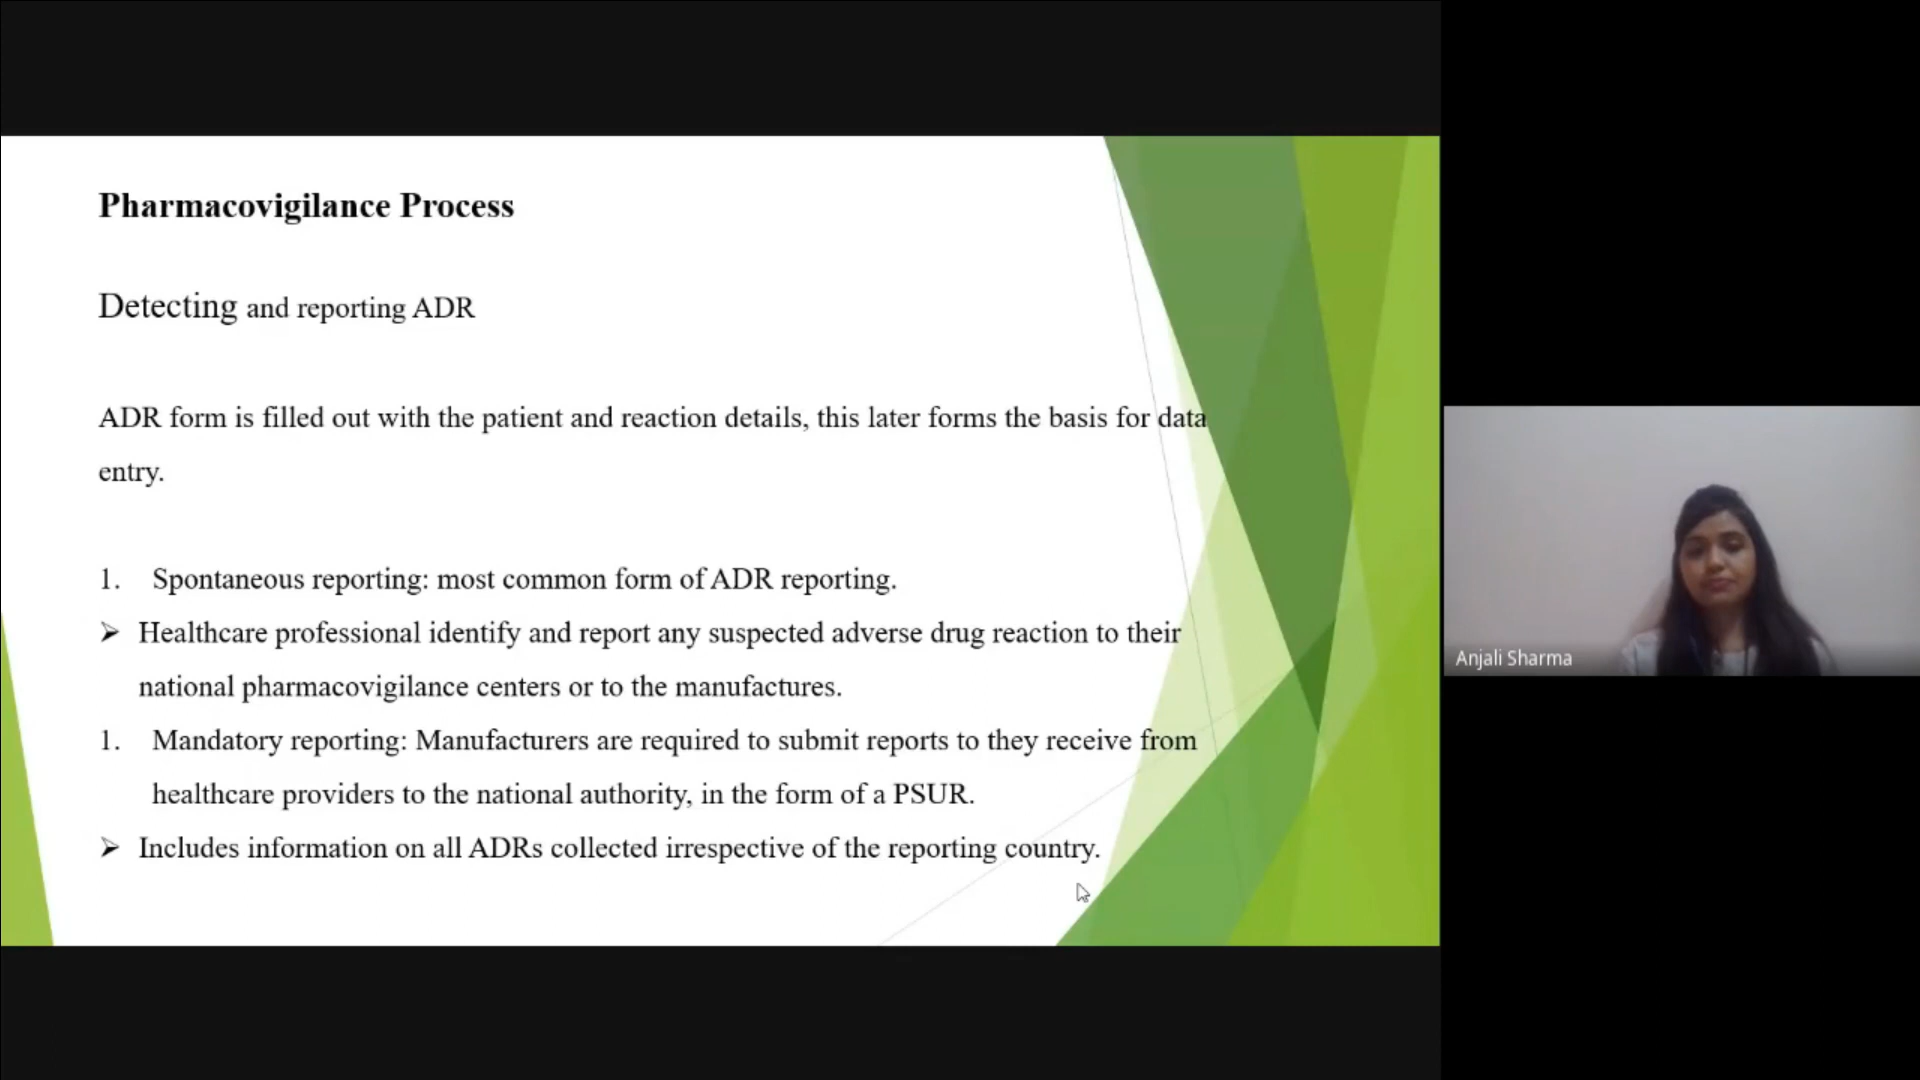 Pharmacovigilance Process
Detecting and reporting ADR
ADR form is filled out with the patient and reaction details, this later forms the basis for data
entry.
1. Spontaneous reporting: most common form of ADR reporting.
➢ Healthcare professional identify and report any suspected adverse drug reaction to their
national pharmacovigilance centers or to the manufactures.
1. Mandatory reporting: Manufacturers are required to submit reports to they receive from
healthcare providers to the national authority, in the form of a PSUR.
➢ Includes information on all ADRs collected irrespective of the reporting country.
Anjali Sharma